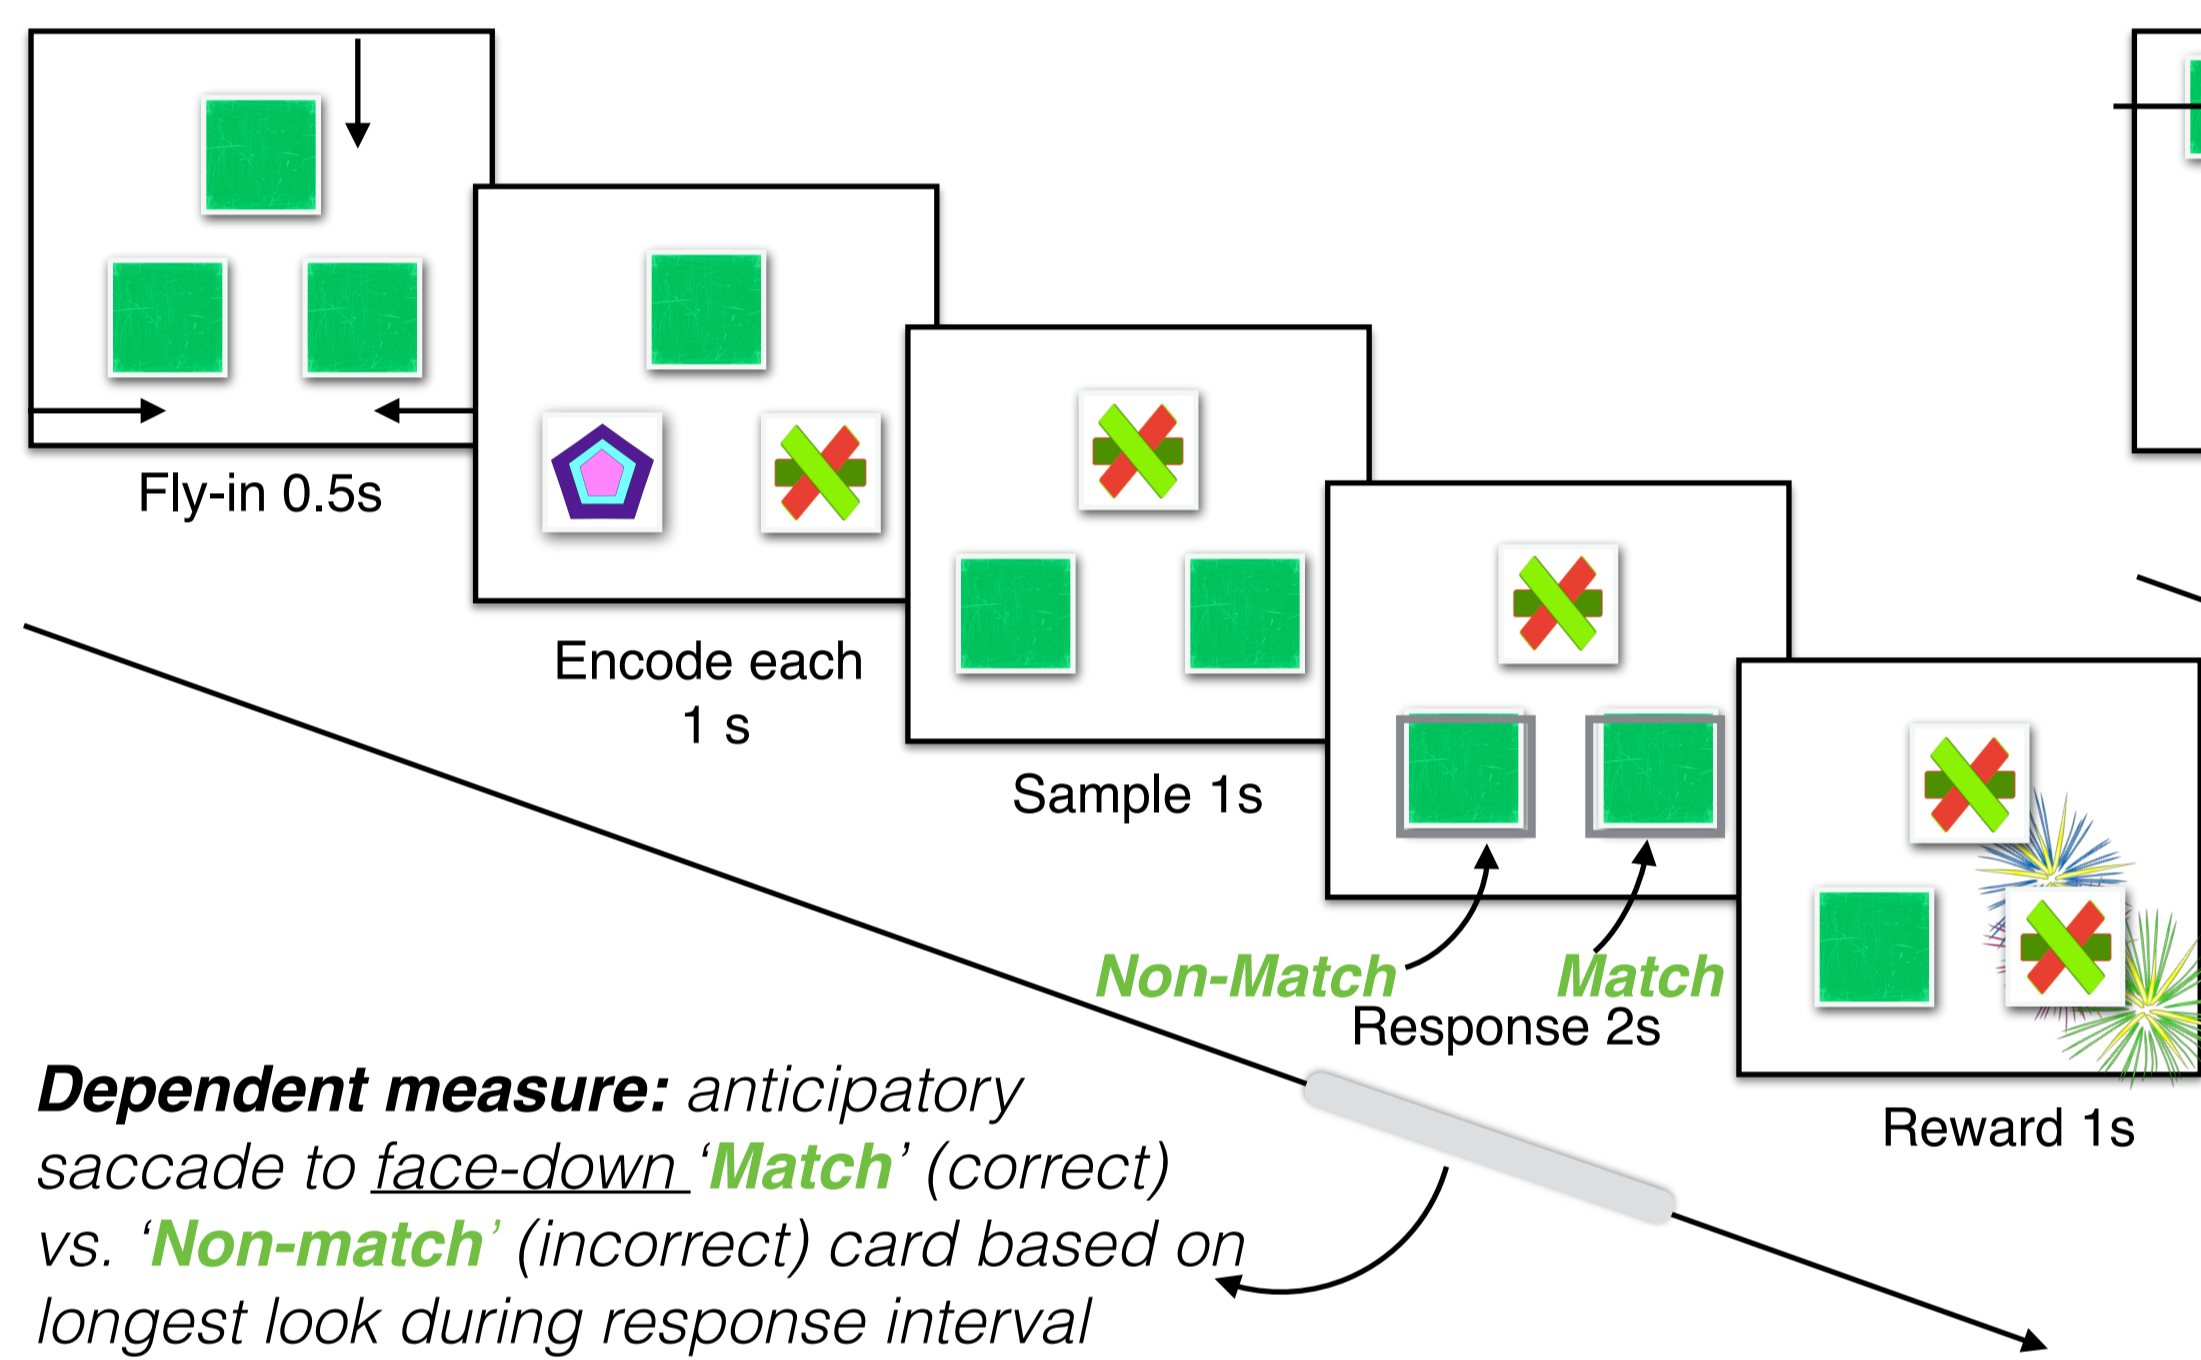 Fly-in 0.5s
Encode each
1 s
Sample 1s
Non-Match
Match
Response 2s
Reward 1s
Dependent measure: anticipatory
saccade to face-down ‘Match’ (correct)
vs. ‘Non-match’ (incorrect) card based on
longest look during response interval